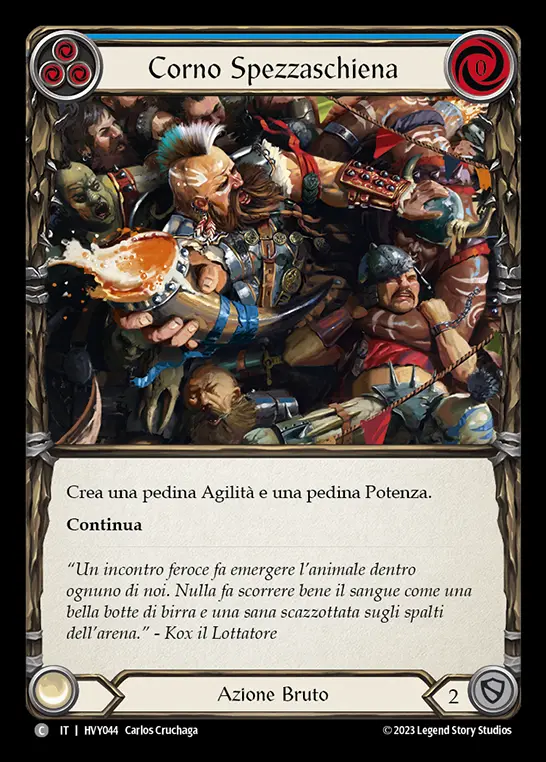 Corno Spezzaschiena
0
Crea una pedina Agilità e una pedina Potenza.
Continua
“Un incontro feroce fa emergere l’animale dentro
ognuno di noi. Nulla fa scorrere bene il sangue come una
bella botte di birra e una sana scazzottata sugli spalti
dell’arena.” - Kox il Lottatore
Azione Bruto
2
C IT | HVY044 Carlos Cruchaga
© 2023 Legend Story Studios